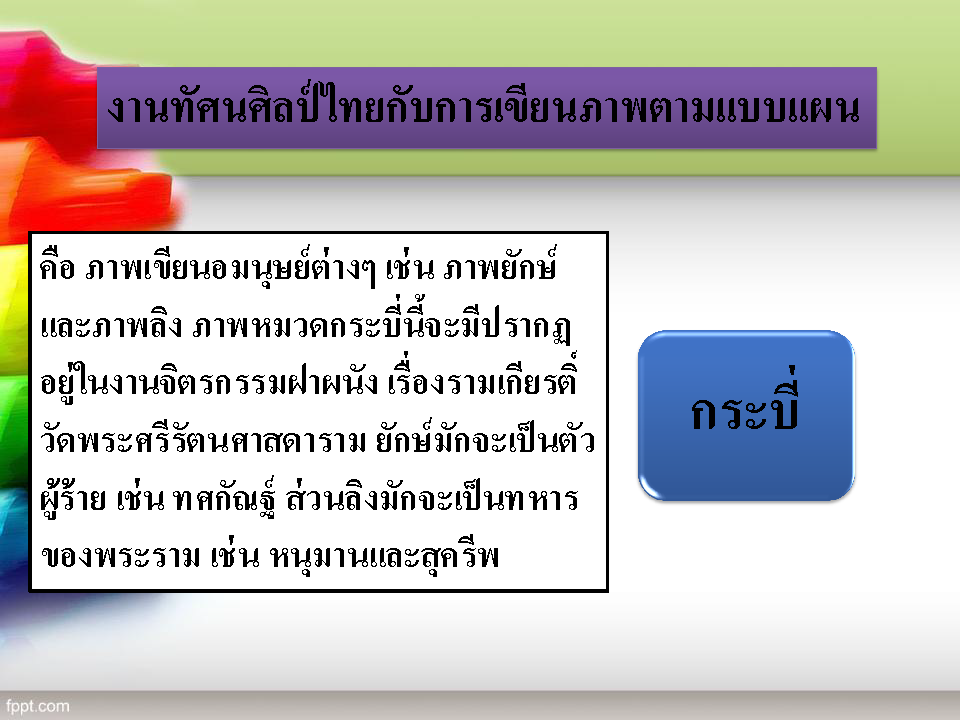 งานทัศนศิลป์ไทยกับการเขียนภาพตามแบบแผน
คือ ภาพเขียนอมนุษย์ต่างๆ เช่น ภาพยักษ์
และภาพลิง ภาพหมวดกระบี่นี้จะมีปรากฏ
อยู่ในงานจิตรกรรมฝาผนัง เรื่องรามเกียรติ์
วัดพระศรีรัตนศาสดาราม ยักษ์มักจะเป็นตัว
ผู้ร้าย เช่น ทศกัณฐ์ ส่วนลิงมักจะเป็นทหาร
ของพระราม เช่น หนุมานและสุครีพ
กระบี่
fppt.com